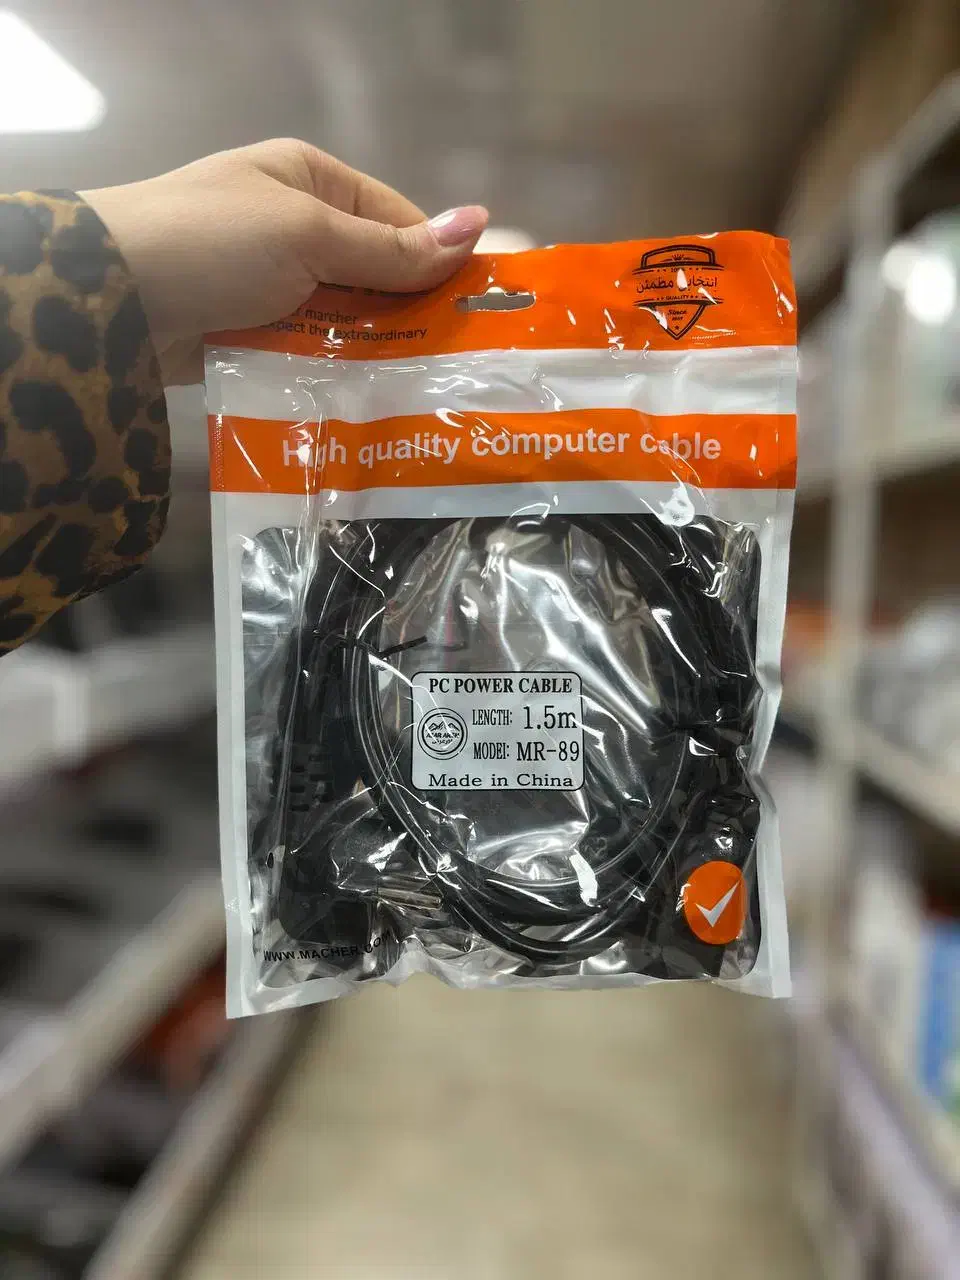 marcher
the extraordinary
انتخابی مطمئن
QUALITY
Since
High quality computer cable
PC POWER CABLE
LENGTH: 1.5m
MODEl: MR-89
Made in China
WWW.MACHER.COM